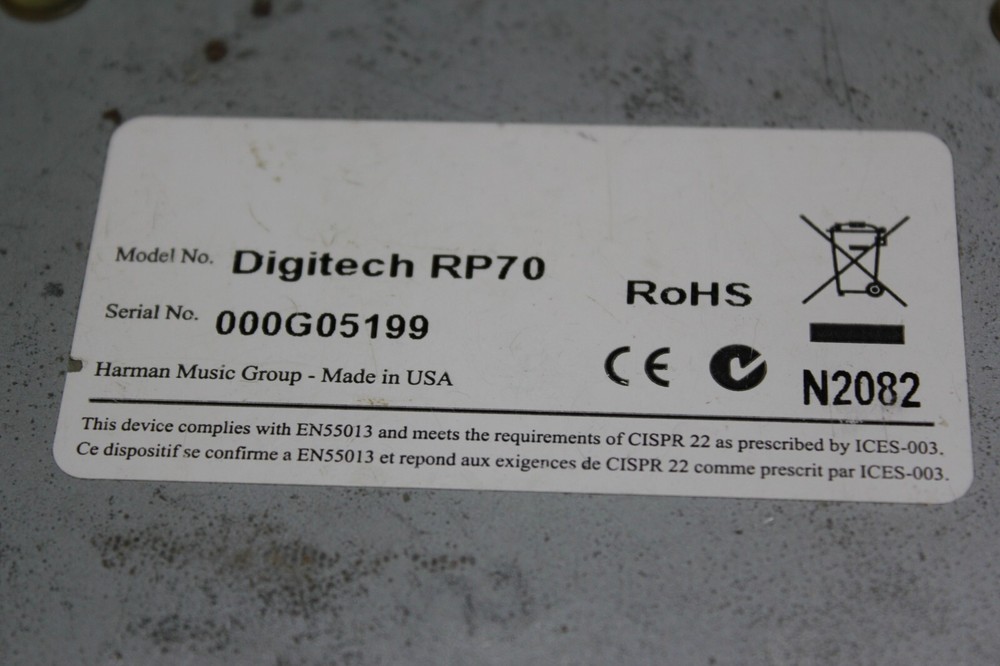 Model No. Digitech RP70
Serial No. 000G05199
Harman Music Group - Made in USA
RoHS
CE
N2082
This device complies with EN55013 and meets the requirements of CISPR 22 as prescribed by ICES-003.
Ce dispositif se confirme a EN55013 et repond aux exigences de CISPR 22 comme prescrit par ICES-003.